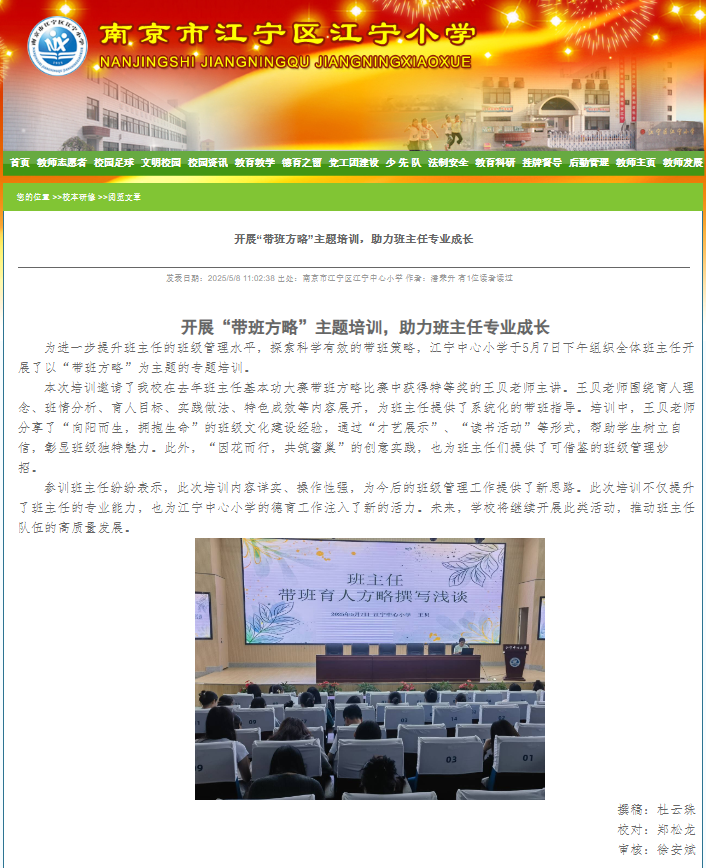 南京市江宁区江宁小学
NANJINGSHI JIANGNINGQU JIANGNINGXIAOXUE
首页 教师志愿者 校园足球 文明校园 校园资讯 教育教学 德育之窗 党工团建设 少先队 法制安全 教育科研 挂牌督导 后勤管理 教师主页 教师发展
您的位置 >>校本研修 >>阅览文章
开展“带班方略”主题培训，助力班主任专业成长
发表日期：2025/5/8 11:02:38 出处：南京市江宁区江宁中心小学 作者：潘荣升 有1位读者读过
开展“带班方略”主题培训，助力班主任专业成长
为进一步提升班主任的班级管理水平，探索科学有效的带班策略，江宁中心小学于5月7日下午组织全体班主任开
展了以“带班方略”为主题的专题培训。
本次培训邀请了我校在去年班主任基本功大赛带班方略比赛中获得特等奖的王贝老师主讲。王贝老师围绕育人理
念、班情分析、育人目标、实践做法、特色成效等内容展开，为班主任提供了系统化的带班指导。培训中，王贝老师
分享了“向阳而生，拥抱生命”的班级文化建设经验，通过“才艺展示”、“读书活动”等形式，帮助学生树立自
信，彰显班级独特魅力。此外，“因花而行，共筑蜜巢”的创意实践，也为班主任们提供了可借鉴的班级管理妙
招。
参训班主任纷纷表示，此次培训内容详实、操作性强，为今后的班级管理工作提供了新思路。此次培训不仅提升
了班主任的专业能力，也为江宁中心小学的德育工作注入了新的活力。未来，学校将继续开展此类活动，推动班主任
队伍的高质量发展。
班主任
带班育人方略撰写浅谈
2025年5月7日 江宁中心小学 王贝
09
03
01
撰稿：杜云珠
校对：郑松龙
审核：徐安斌